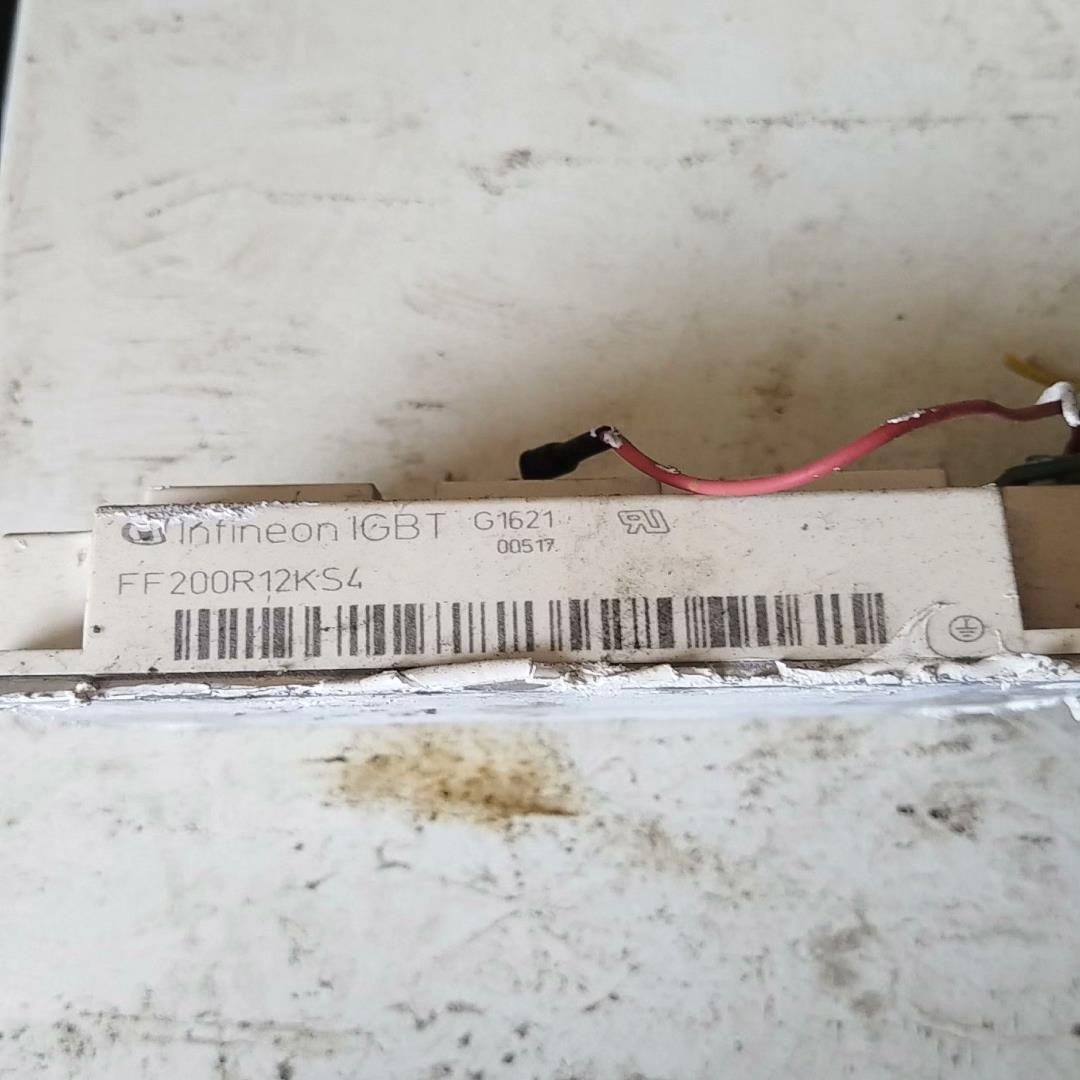 Infineon IGBT G1621
00517
FF200R12KS4